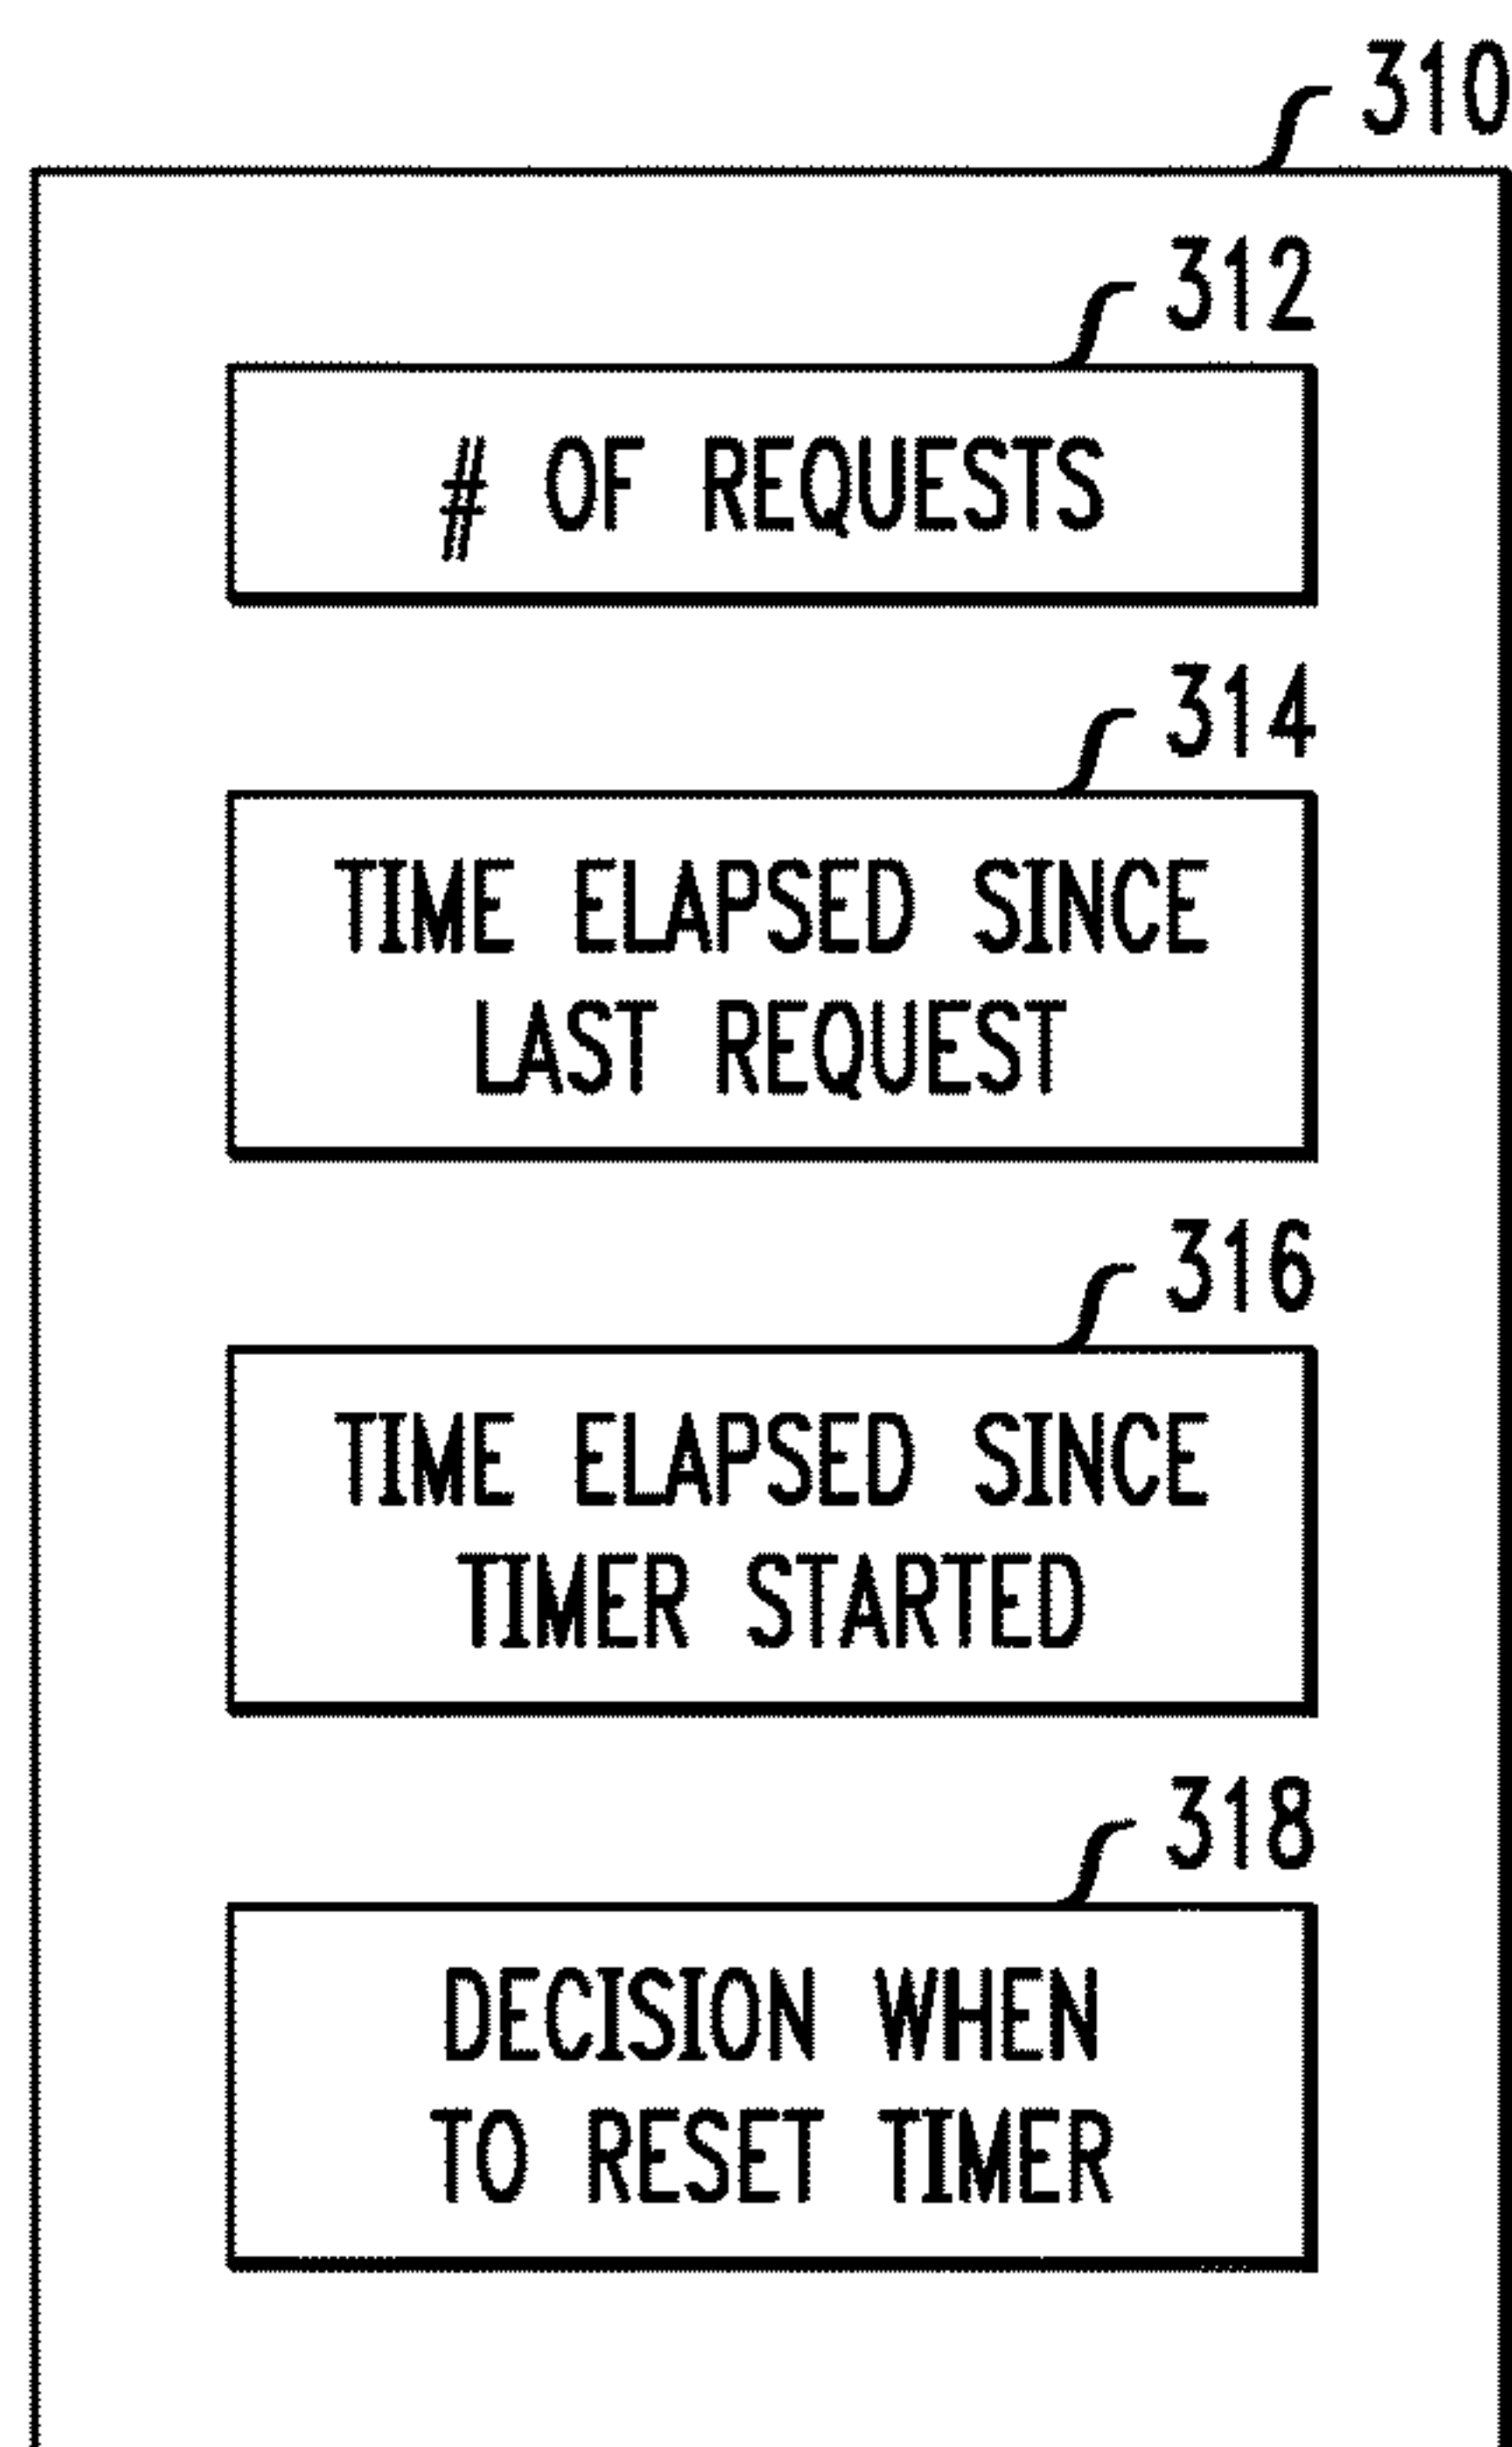 310
312
# OF REQUESTS
314
TIME ELAPSED SINCE
LAST REQUEST
316
TIME ELAPSED SINCE
TIMER STARTED
318
DECISION WHEN
TO RESET TIMER